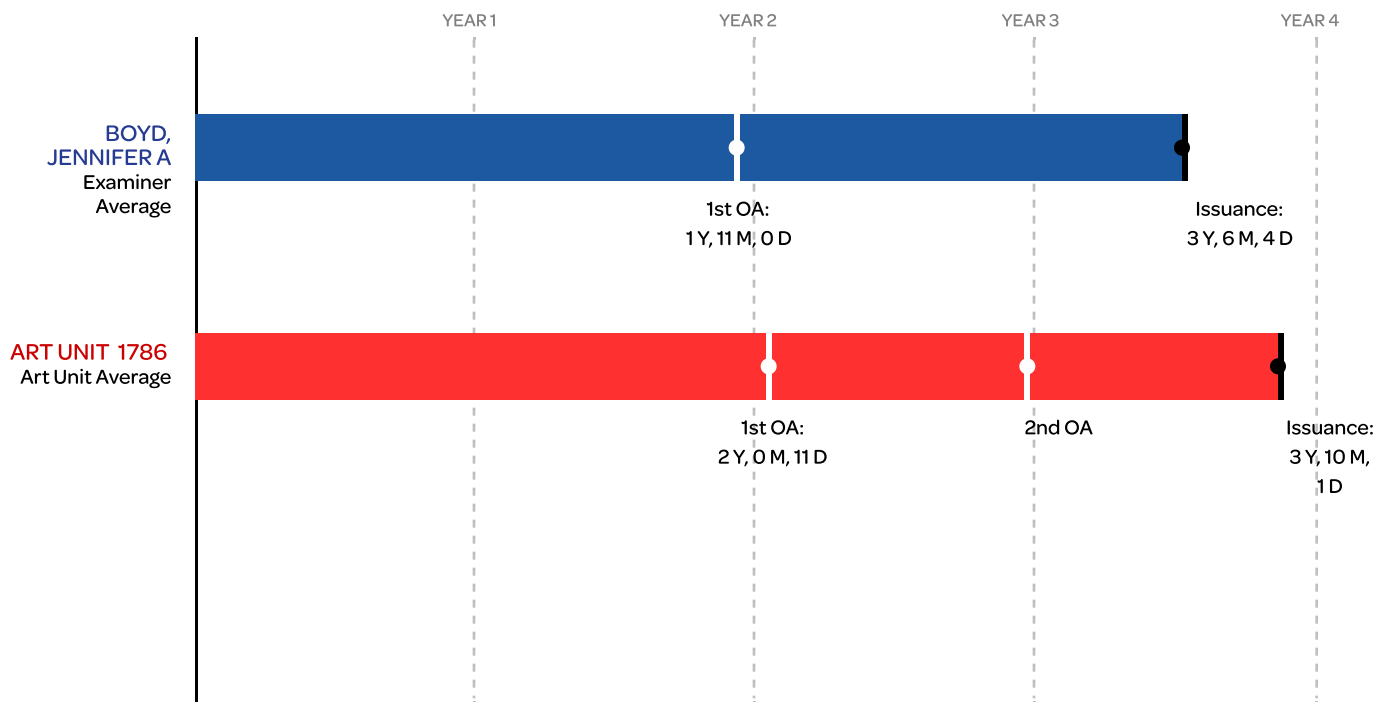 YEAR 1
YEAR 2
YEAR 3
YEAR 4
BOYD,
JENNIFER A
Examiner
Average
1st OA:
1 Y, 11 M, 0 D
Issuance:
3 Y, 6 M, 4 D
ART UNIT 1786
Art Unit Average
1st OA:
2 Y, 0 M, 11 D
2nd OA
Issuance:
3 Y, 10 M,
1 D